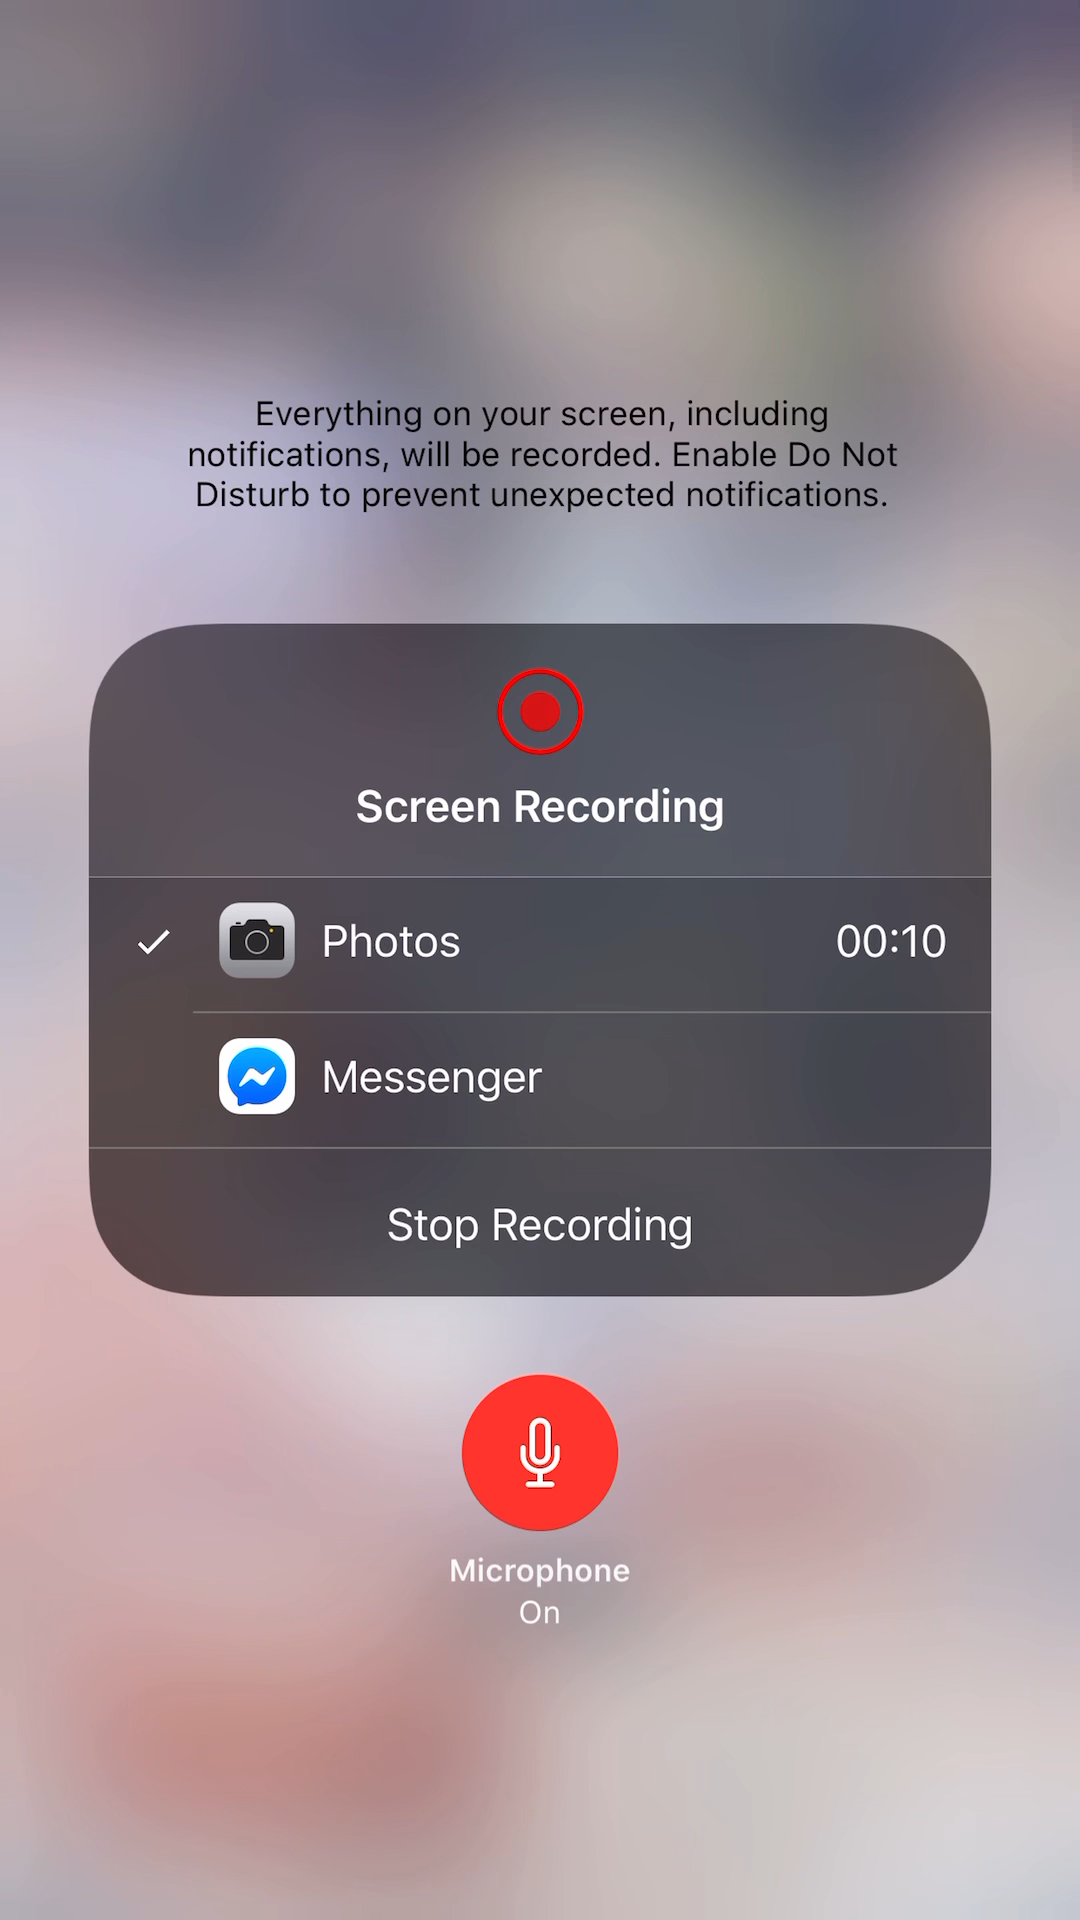 Everything on your screen, including
notifications, will be recorded. Enable Do Not
Disturb to prevent unexpected notifications.
Screen Recording
Photos 00:10
Messenger
Stop Recording
Microphone
On